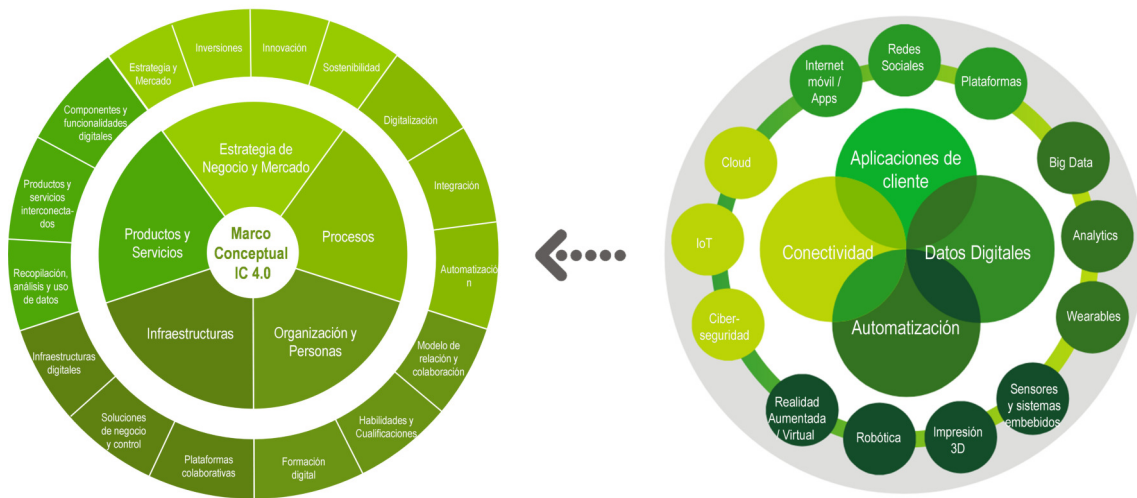 Estrategia y
Mercado
Inversiones
Innovación
Sostenibilidad
Digitalización
Integración
Automatizació
n
Modelo de
relación y
colaboración
Habilidades y
Cualificaciones
Formación
digital
Plataformas
colaborativas
Soluciones
de negocio
y control
Infraestructuras
digitales
Recopilación,
análisis y uso
de datos
Productos y
servicios
interconecta-
dos
Componentes y
funcionalidades
digitales
Estrategia de
Negocio y Mercado
Procesos
Organización y
Personas
Infraestructuras
Productos y
Servicios
Marco
Conceptual
IC 4.0
Redes
Sociales
Plataformas
Big Data
Analytics
Wearables
Sensores
y sistemas
embebidos
Impresión
3D
Robótica
Realidad
Aumentada
/ Virtual
Ciber-
seguridad
IoT
Cloud
Internet
móvil /
Apps
Aplicaciones de
cliente
Conectividad
Datos Digitales
Automatización